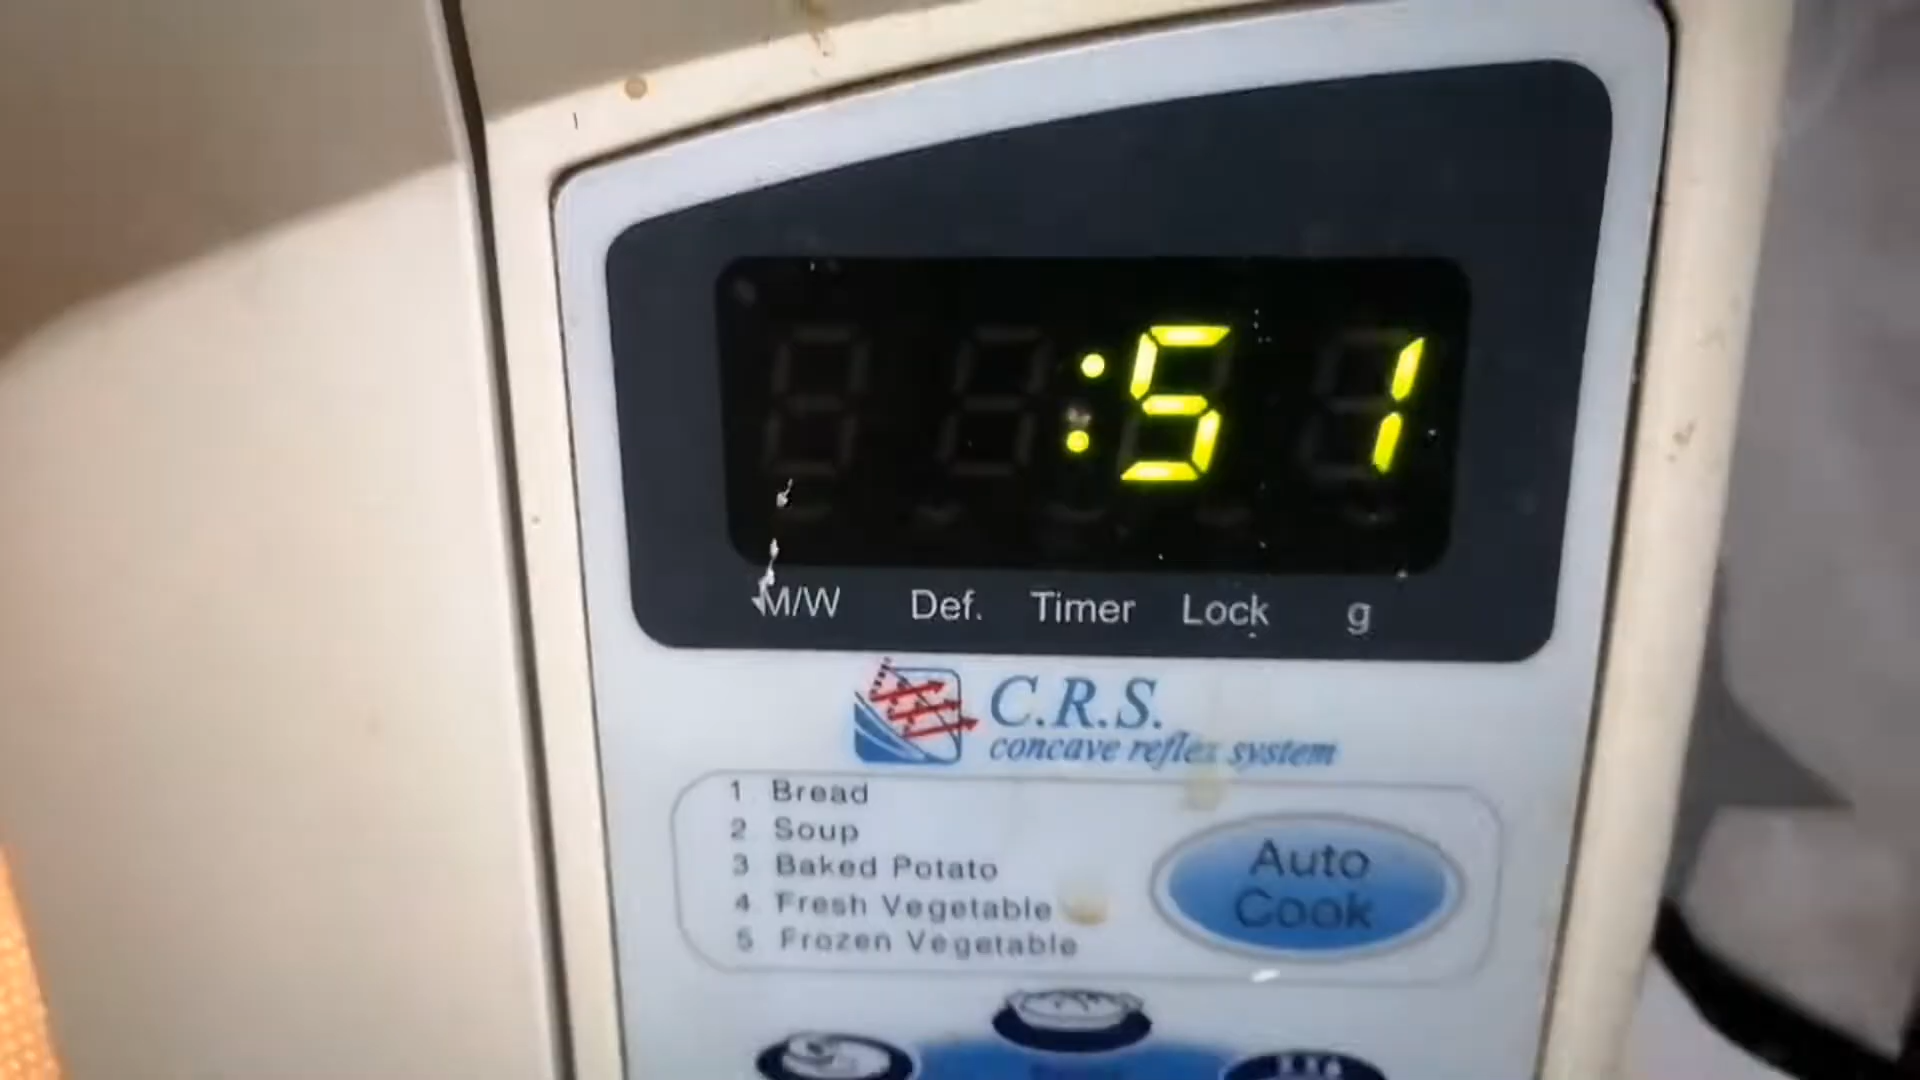 :51
M/W Def. Timer Lock g
C.R.S.
concave reflex system
1 Bread
2 Soup
3 Baked Potato
4 Fresh Vegetable
5 Frozen Vegetable
Auto
Cook